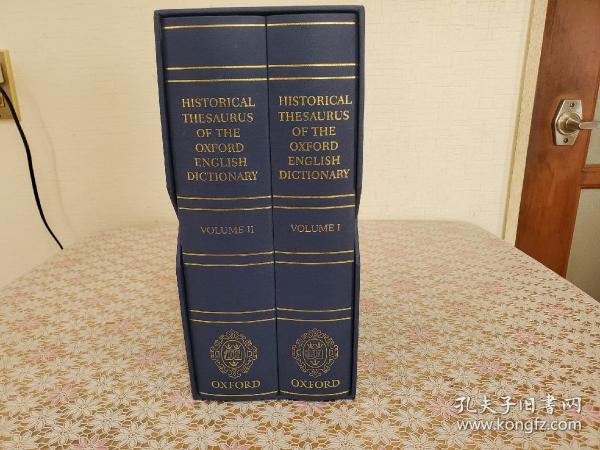 HISTORICAL
THESAURUS
OF THE
OXFORD
ENGLISH
DICTIONARY
VOLUME II
OXFORD
HISTORICAL
THESAURUS
OF THE
OXFORD
ENGLISH
DICTIONARY
VOLUME I
OXFORD
孔夫子旧书网
www.kongfz.com